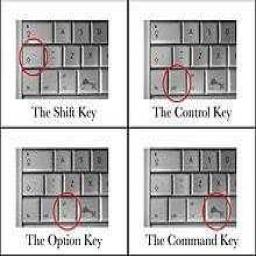 A S D
Z X
The Shift Key
A S D
Z X
The Control Key
A S D
Z X
The Option Key
A S D
Z X
The Command Key